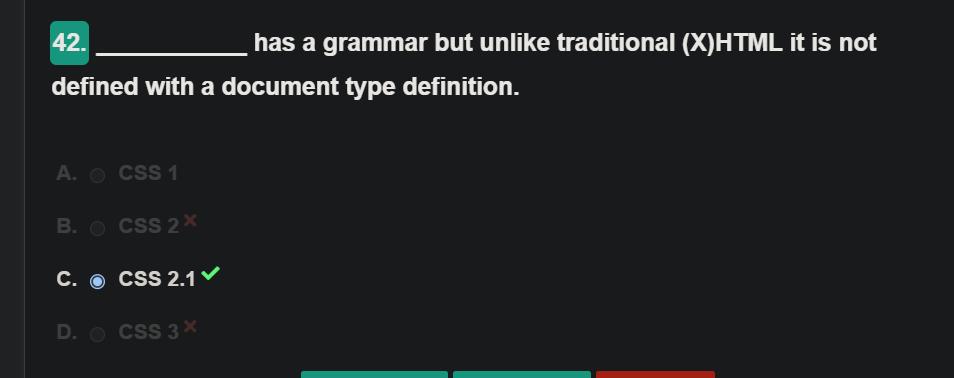 42. ____________ has a grammar but unlike traditional (X)HTML it is not
defined with a document type definition.
A. CSS 1
B. CSS 2
C. CSS 2.1
D. CSS 3